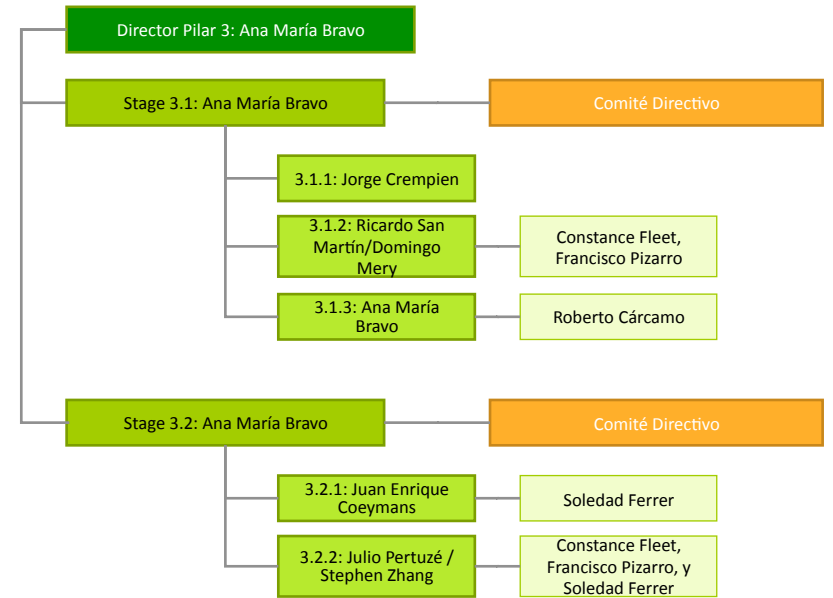 Director Pilar 3: Ana María Bravo
Stage 3.1: Ana María Bravo
Comité Directivo
3.1.1: Jorge Crempien
3.1.2: Ricardo San
Martín/Domingo
Mery
Constance Fleet,
Francisco Pizarro
3.1.3: Ana María
Bravo
Roberto Cárcamo
Stage 3.2: Ana María Bravo
Comité Directivo
3.2.1: Juan Enrique
Coeymans
Soledad Ferrer
3.2.2: Julio Pertuzé /
Stephen Zhang
Constance Fleet,
Francisco Pizarro, y
Soledad Ferrer